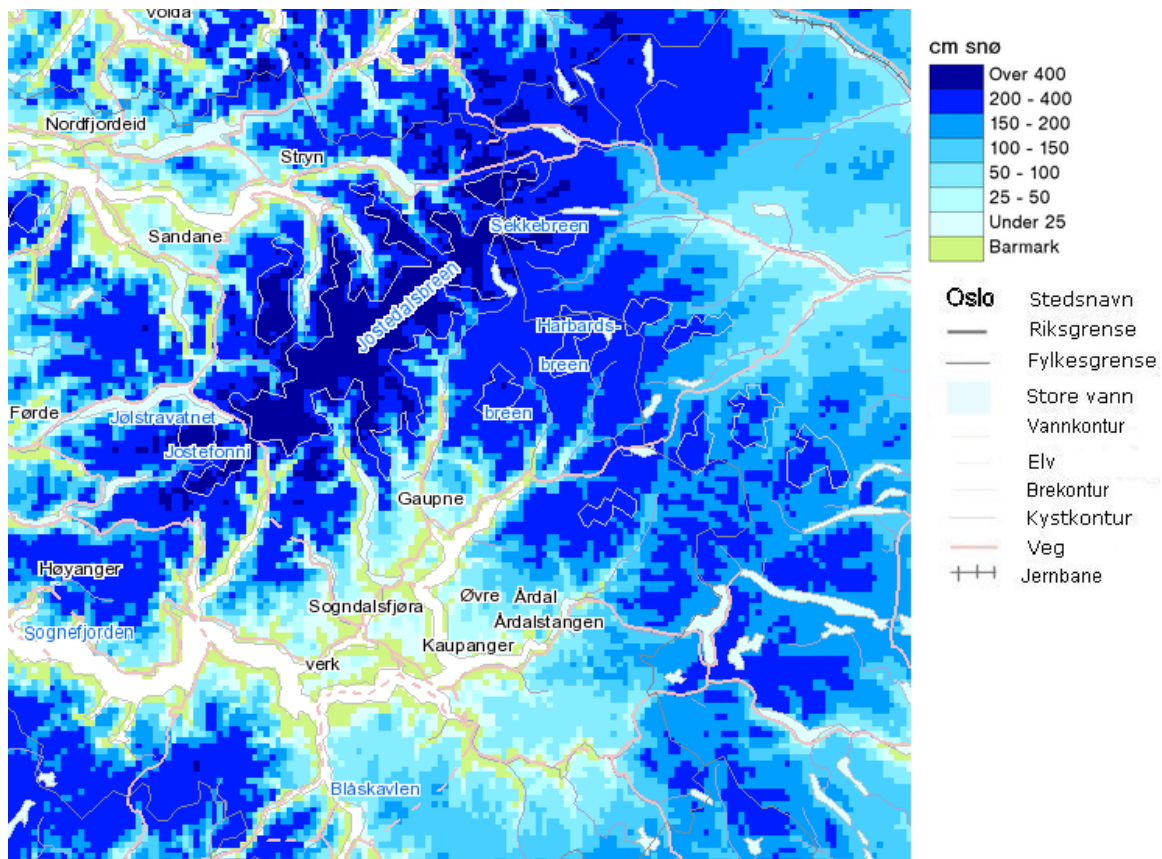 Volda
Nordfjordeid
Stryn
Sandane
Sekkebreen
Jostedalsbreen
Harbards-
breen
breen
Førde
Jølstravatnet
Jostefonni
Gaupne
Høyanger
Øvre Årdal
Sogndalsfjøra
Årdalstangen
Sognefjorden
Kaupanger
verk
Blåskavlen
cm snø
Over 400
200 - 400
150 - 200
100 - 150
50 - 100
25 - 50
Under 25
Barmark
Oslo Stedsnavn
Riksgrense
Fylkesgrense
Store vann
Vannkontur
Elv
Brekontur
Kystkontur
Veg
Jernbane